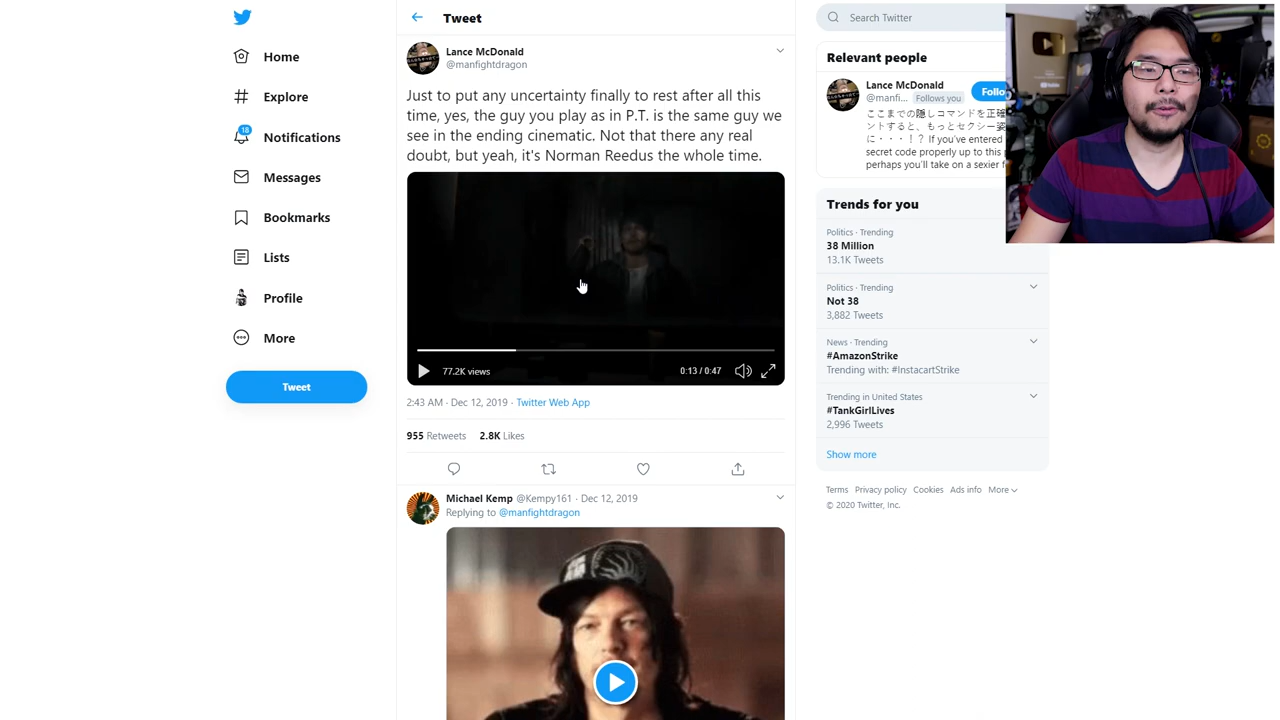 Home
Explore
18
Notifications
Messages
Bookmarks
Lists
Profile
More
Tweet
Tweet
Lance McDonald
@manfightdragon
Just to put any uncertainty finally to rest after all this
time, yes, the guy you play as in P.T. is the same guy we
see in the ending cinematic. Not that there any real
doubt, but yeah, it's Norman Reedus the whole time.
77.2K views
0:13 / 0:47
2:43 AM · Dec 12, 2019 · Twitter Web App
955 Retweets 2.8K Likes
Michael Kemp @Kempy161 · Dec 12, 2019
Replying to @manfightdragon
Search Twitter
Relevant people
Lance McDonald
@manfi... Follows you
Follo
ここまでの隠しコマンドを正確
ントすると、もっとセクシー姿
に・・・!? If you've entered
secret code properly up to this
perhaps you'll take on a sexier f
Trends for you
Politics · Trending
38 Million
13.1K Tweets
Politics · Trending
Not 38
3,882 Tweets
News · Trending
#AmazonStrike
Trending with: #InstacartStrike
Trending in United States
#TankGirlLives
2,996 Tweets
Show more
Terms Privacy policy Cookies Ads info More
© 2020 Twitter, Inc.